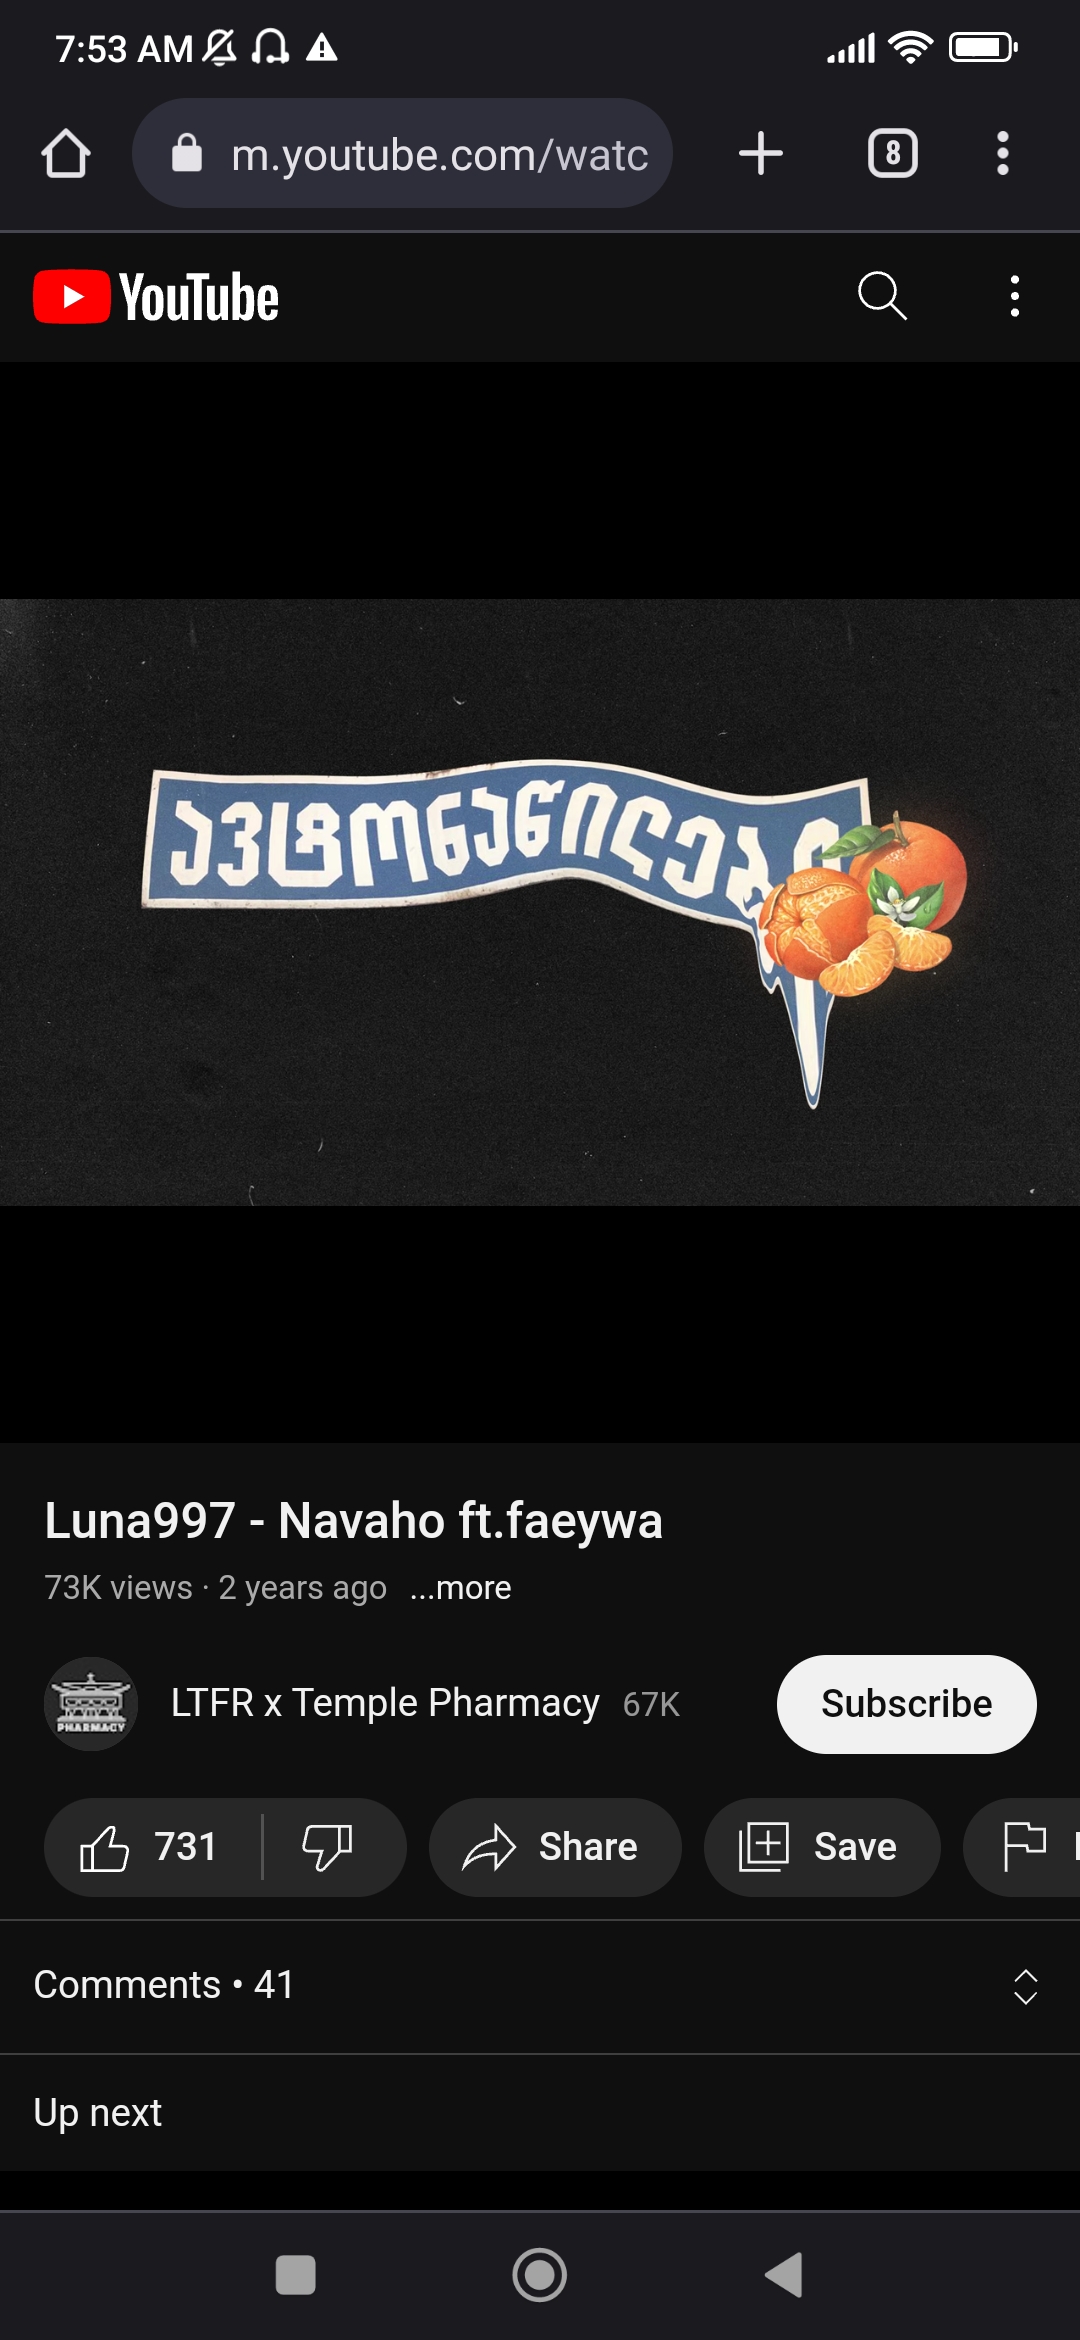 7:53 AM
m.youtube.com/watc
8
YouTube
ავტონაწილები
Luna997 - Navaho ft.faeywa
73K views · 2 years ago ...more
PHARMACY
LTFR x Temple Pharmacy 67K
Subscribe
731
Share
Save
Comments • 41
Up next